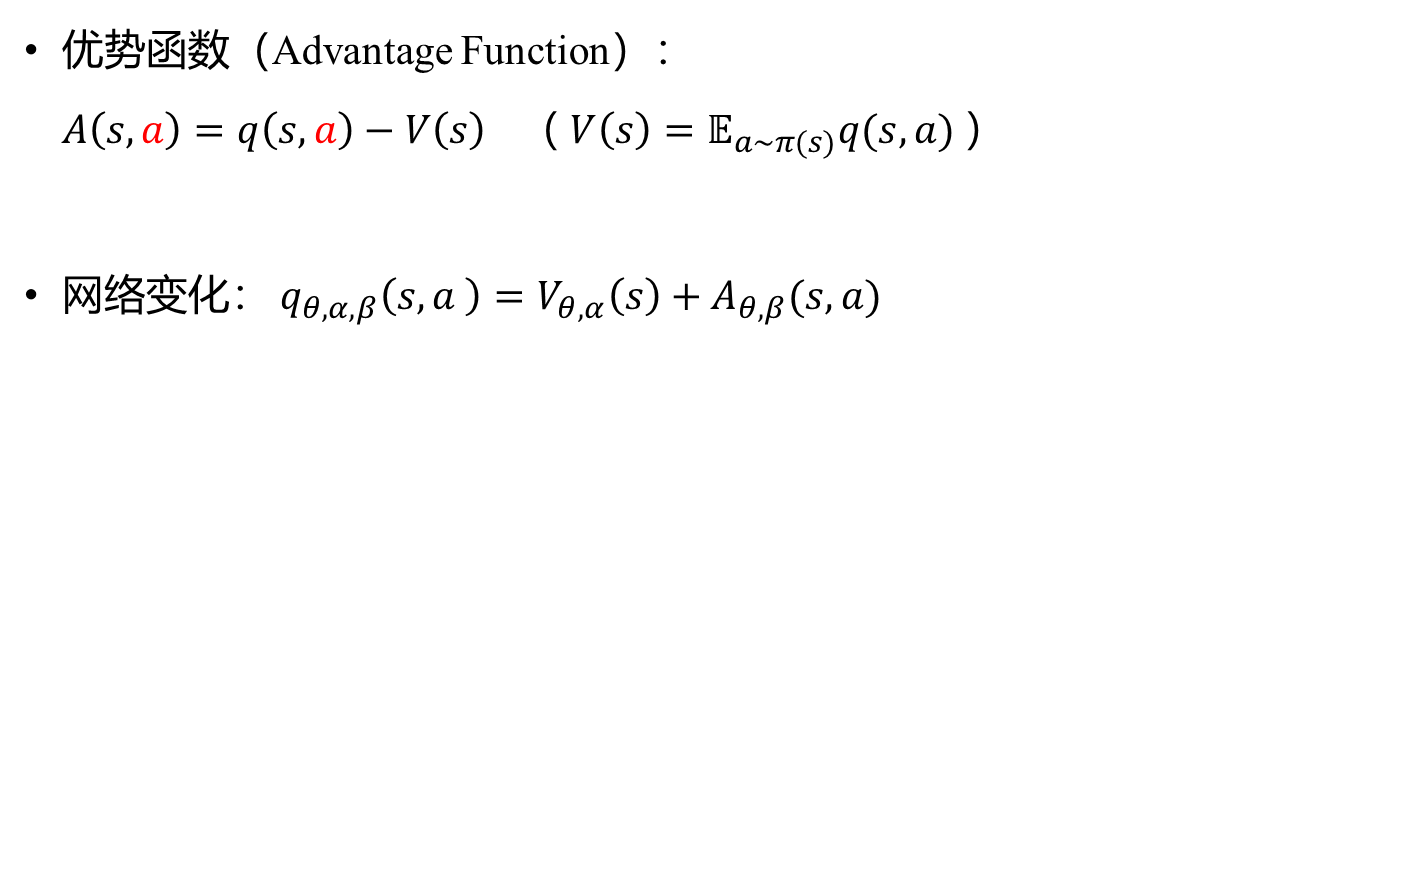 • 优势函数（Advantage Function）:
A(s, a) = q(s, a) − V(s) （ V(s) = 𝔼_{a~π(s)} q(s, a) ）
• 网络变化: q_{θ,α,β}(s, a ) = V_{θ,α}(s) + A_{θ,β}(s, a)